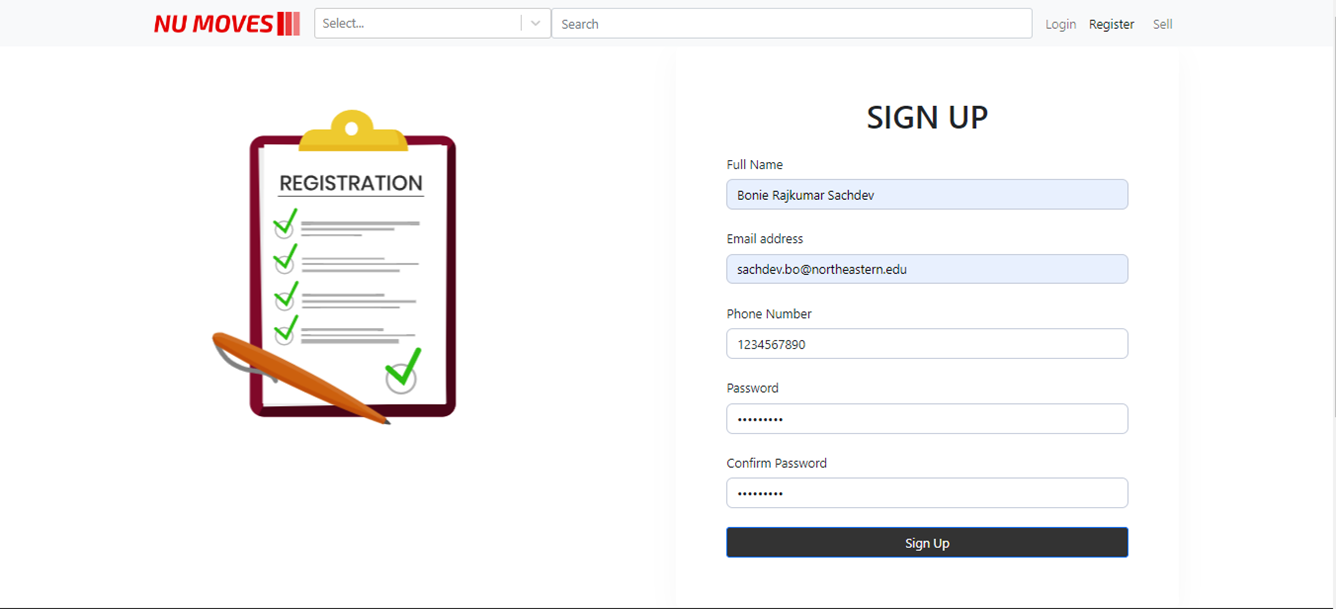 NU MOVES
Select...
Search
Login Register Sell
REGISTRATION
SIGN UP
Full Name
Bonie Rajkumar Sachdev
Email address
sachdev.bo@northeastern.edu
Phone Number
1234567890
Password
•••••••••
Confirm Password
•••••••••
Sign Up